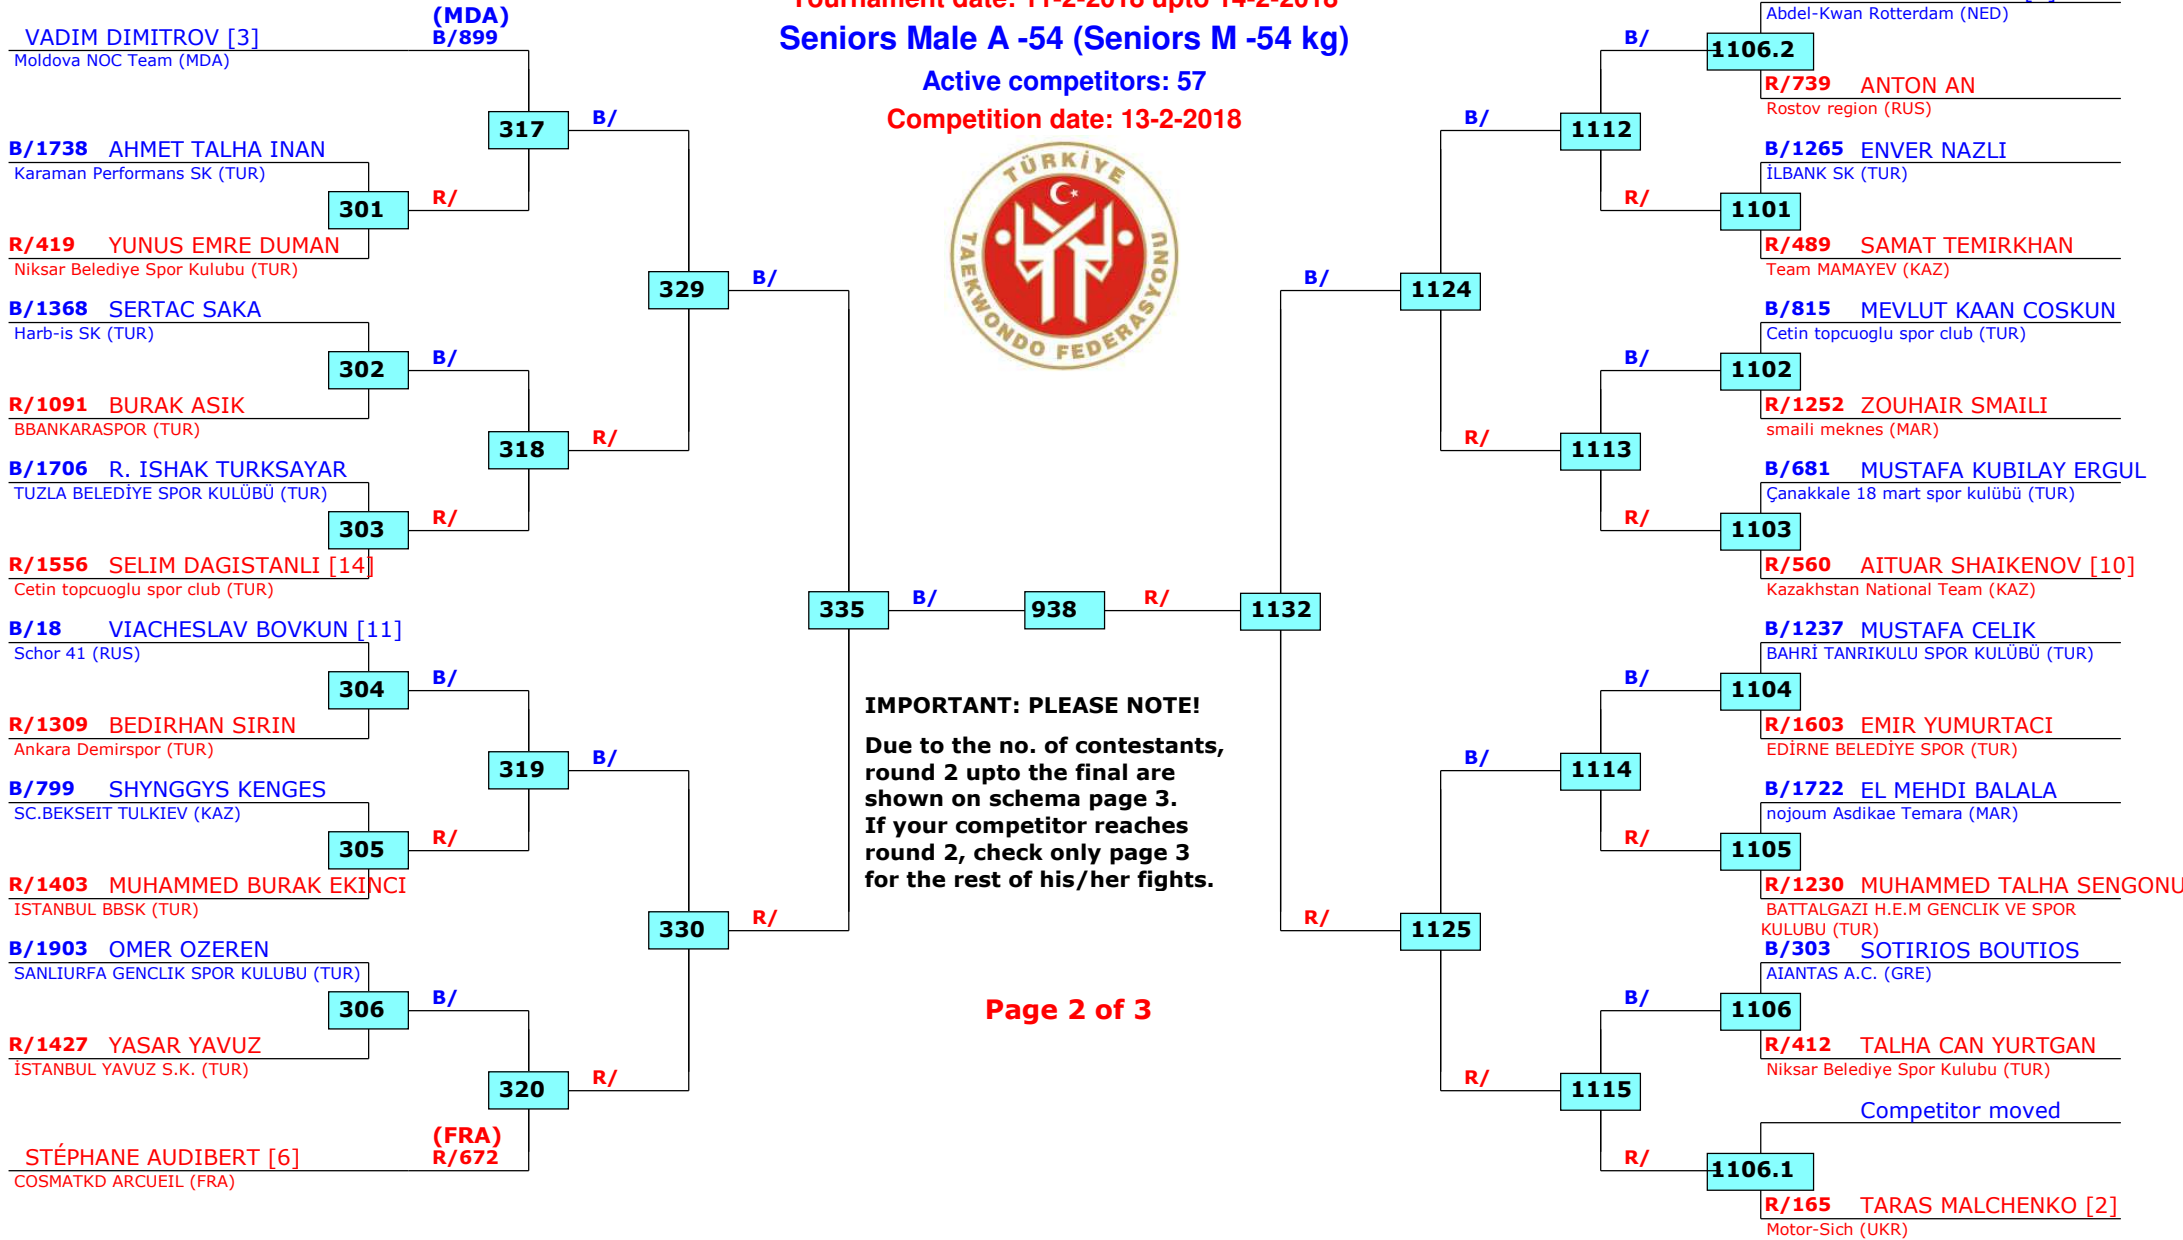 Tournament date: 11-2-2018 upto 14-2-2018
Seniors Male A -54 (Seniors M -54 kg)
Active competitors: 57
Competition date: 13-2-2018
TÜRKİYE
TAEKWONDO FEDERASYONU
(MDA)
VADIM DIMITROV [3] B/899
Moldova NOC Team (MDA)
317
B/
B/1738 AHMET TALHA INAN
Karaman Performans SK (TUR)
301
R/
R/419 YUNUS EMRE DUMAN
Niksar Belediye Spor Kulubu (TUR)
329
B/
B/1368 SERTAC SAKA
Harb-is SK (TUR)
302
B/
R/1091 BURAK ASIK
BBANKARASPOR (TUR)
318
R/
B/1706 R. ISHAK TURKSAYAR
TUZLA BELEDİYE SPOR KULÜBÜ (TUR)
303
R/
R/1556 SELIM DAGISTANLI [14]
Cetin topcuoglu spor club (TUR)
335
B/
938
R/
1132
B/18 VIACHESLAV BOVKUN [11]
Schor 41 (RUS)
304
B/
R/1309 BEDIRHAN SIRIN
Ankara Demirspor (TUR)
319
B/
B/799 SHYNGGYS KENGES
SC.BEKSEIT TULKIEV (KAZ)
305
R/
R/1403 MUHAMMED BURAK EKINCI
ISTANBUL BBSK (TUR)
330
R/
B/1903 OMER OZEREN
SANLIURFA GENCLIK SPOR KULUBU (TUR)
306
B/
R/1427 YASAR YAVUZ
İSTANBUL YAVUZ S.K. (TUR)
320
R/
(FRA)
STÉPHANE AUDIBERT [6] R/672
COSMATKD ARCUEIL (FRA)
IMPORTANT: PLEASE NOTE!
Due to the no. of contestants,
round 2 upto the final are
shown on schema page 3.
If your competitor reaches
round 2, check only page 3
for the rest of his/her fights.
Page 2 of 3
Abdel-Kwan Rotterdam (NED)
B/
1106.2
R/739 ANTON AN
Rostov region (RUS)
B/
1112
B/1265 ENVER NAZLI
İLBANK SK (TUR)
R/
1101
R/489 SAMAT TEMIRKHAN
Team MAMAYEV (KAZ)
B/
1124
B/815 MEVLUT KAAN COSKUN
Cetin topcuoglu spor club (TUR)
B/
1102
R/1252 ZOUHAIR SMAILI
smaili meknes (MAR)
R/
1113
B/681 MUSTAFA KUBILAY ERGUL
Çanakkale 18 mart spor kulübü (TUR)
R/
1103
R/560 AITUAR SHAIKENOV [10]
Kazakhstan National Team (KAZ)
B/1237 MUSTAFA CELIK
BAHRİ TANRIKULU SPOR KULÜBÜ (TUR)
B/
1104
R/1603 EMIR YUMURTACI
EDİRNE BELEDİYE SPOR (TUR)
B/
1114
B/1722 EL MEHDI BALALA
nojoum Asdikae Temara (MAR)
R/
1105
R/1230 MUHAMMED TALHA SENGONU
BATTALGAZI H.E.M GENCLIK VE SPOR
KULUBU (TUR)
R/
1125
B/303 SOTIRIOS BOUTIOS
AIANTAS A.C. (GRE)
B/
1106
R/412 TALHA CAN YURTGAN
Niksar Belediye Spor Kulubu (TUR)
R/
1115
Competitor moved
R/
1106.1
R/165 TARAS MALCHENKO [2]
Motor-Sich (UKR)